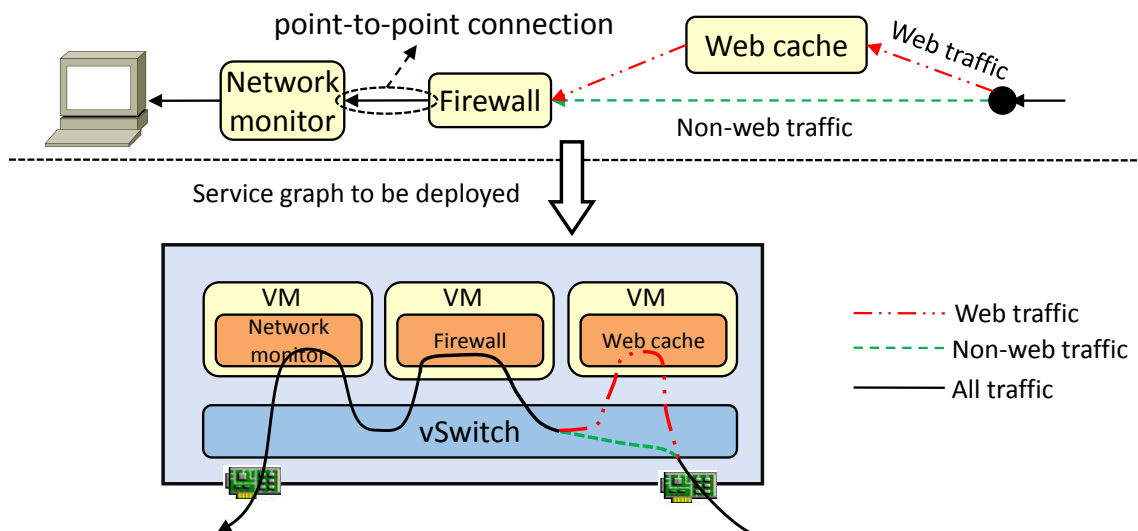 point-to-point connection
Web cache
Web traffic
Network
monitor
Firewall
Non-web traffic
Service graph to be deployed
VM
VM
VM
Network
monitor
Firewall
Web cache
vSwitch
Web traffic
Non-web traffic
All traffic